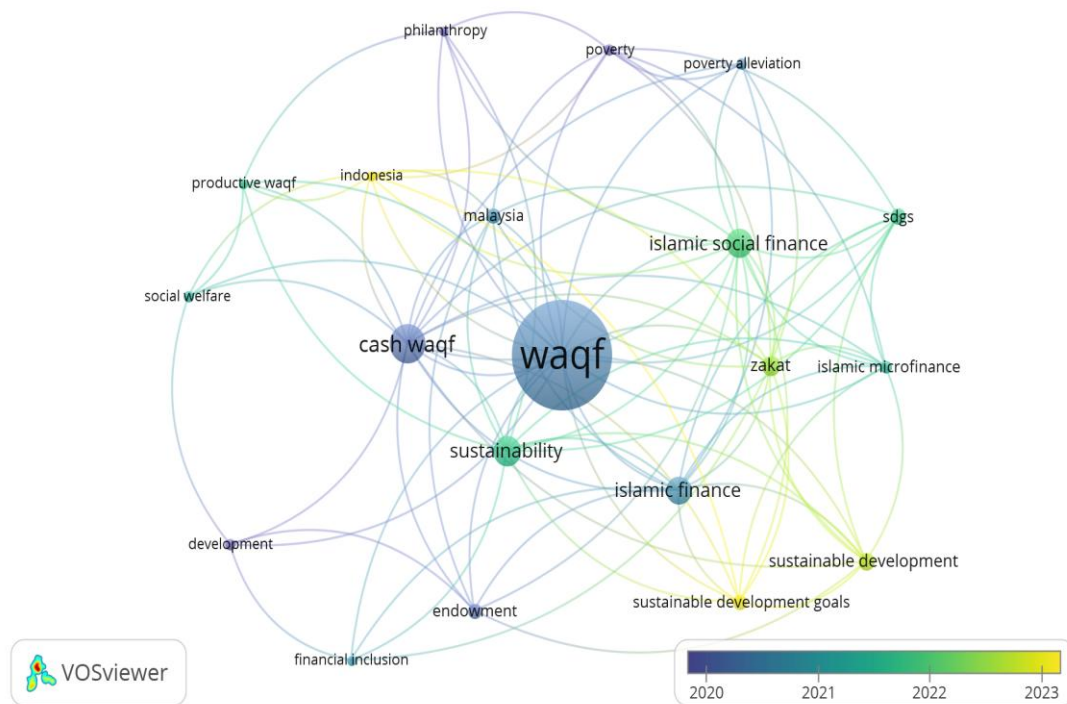 philanthropy
poverty
poverty alleviation
productive waqf
indonesia
malaysia
sdgs
islamic social finance
social welfare
cash waqf
waqf
zakat
islamic microfinance
sustainability
islamic finance
development
sustainable development
endowment
sustainable development goals
financial inclusion
VOSviewer
2020 2021 2022 2023